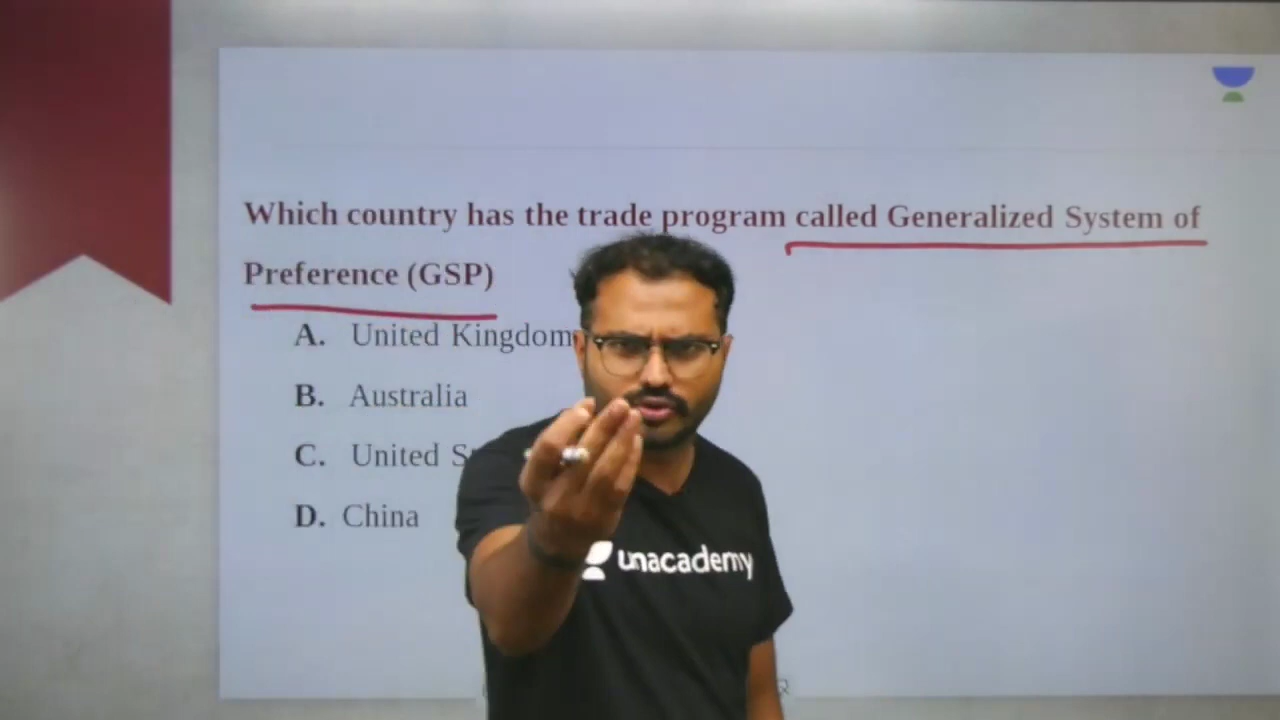 Which country has the trade program called Generalized System of
Preference (GSP)
A. United Kingdom
B. Australia
C. United
D. China
unacademy